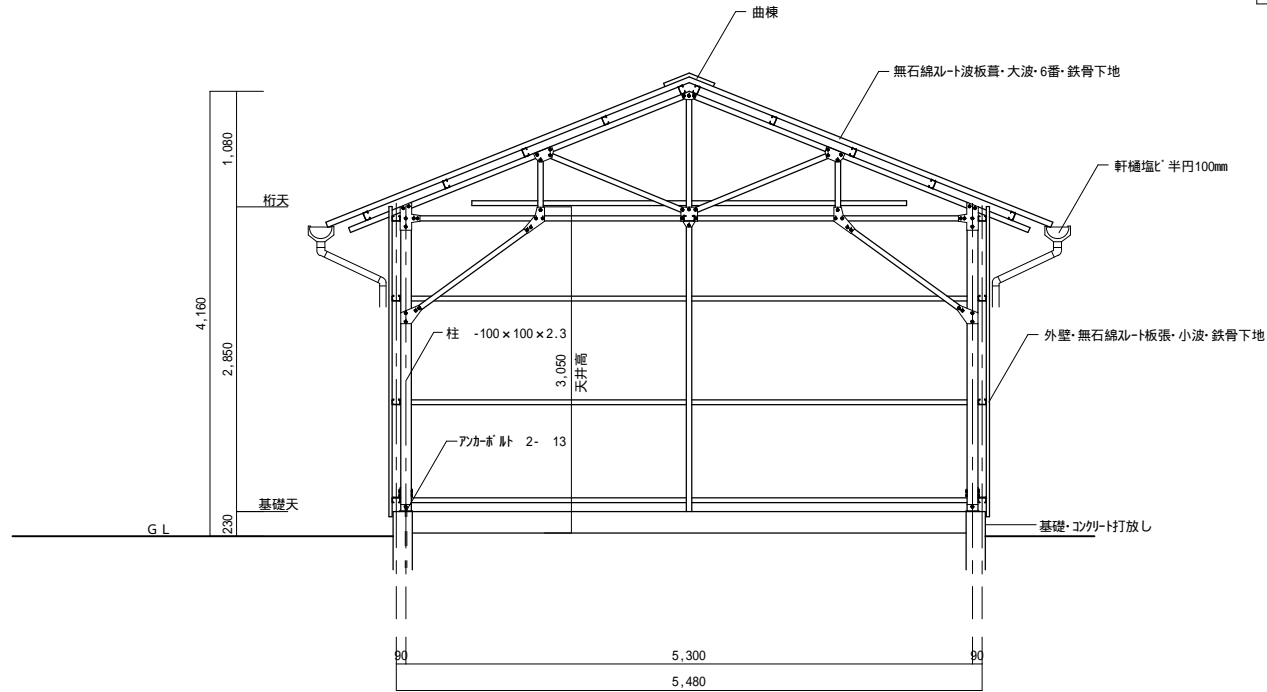 曲棟
無石綿ｽﾚｰﾄ波板葺・大波・6番・鉄骨下地
1,080
軒樋塩ﾋﾞ半円100mm
桁天
4,160
2,850
柱 -100×100×2.3
外壁・無石綿ｽﾚｰﾄ板張・小波・鉄骨下地
3,050
天井高
ｱﾝｶｰﾎﾞﾙﾄ 2- 13
基礎天
230
GL
基礎・ｺﾝｸﾘｰﾄ打放し
90
5,300
90
5,480